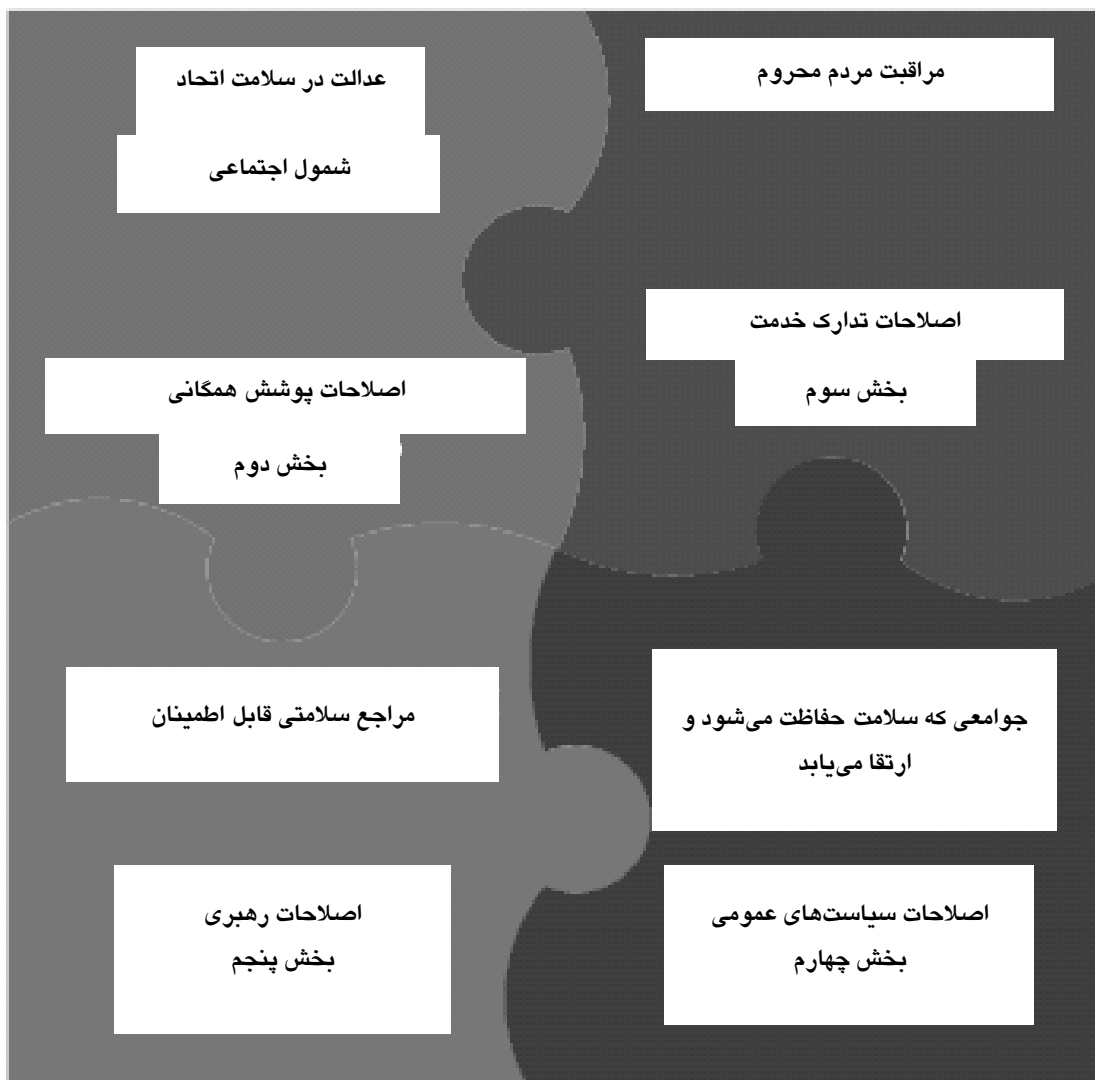 مراقبت مردم محروم
اصلاحات تدارک خدمت
بخش سوم
عدالت در سلامت اتحاد
شمول اجتماعی
اصلاحات پوشش همگانی
بخش دوم
جوامعی که سلامت حفاظت می‌شود و
ارتقا می‌یابد
اصلاحات سیاست‌های عمومی
بخش چهارم
مراجع سلامتی قابل اطمینان
اصلاحات رهبری
بخش پنجم